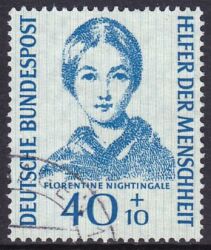 DEUTSCHE BUNDESPOST
HELFER DER MENSCHHEIT
FLORENTINE NIGHTINGALE
40 + 10